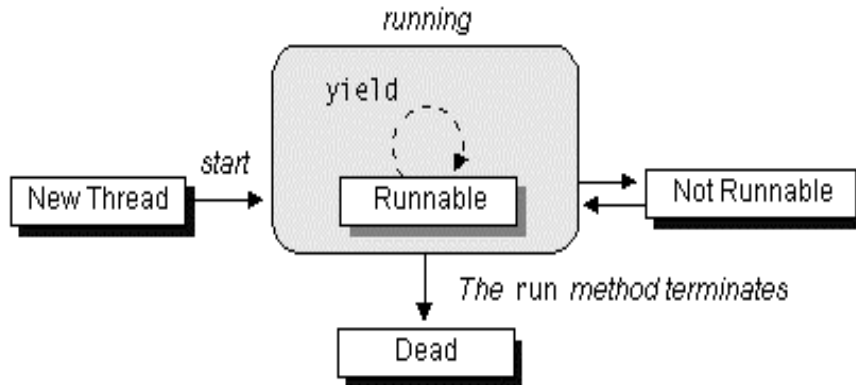 running
yield
start
New Thread
Runnable
Not Runnable
The run method terminates
Dead